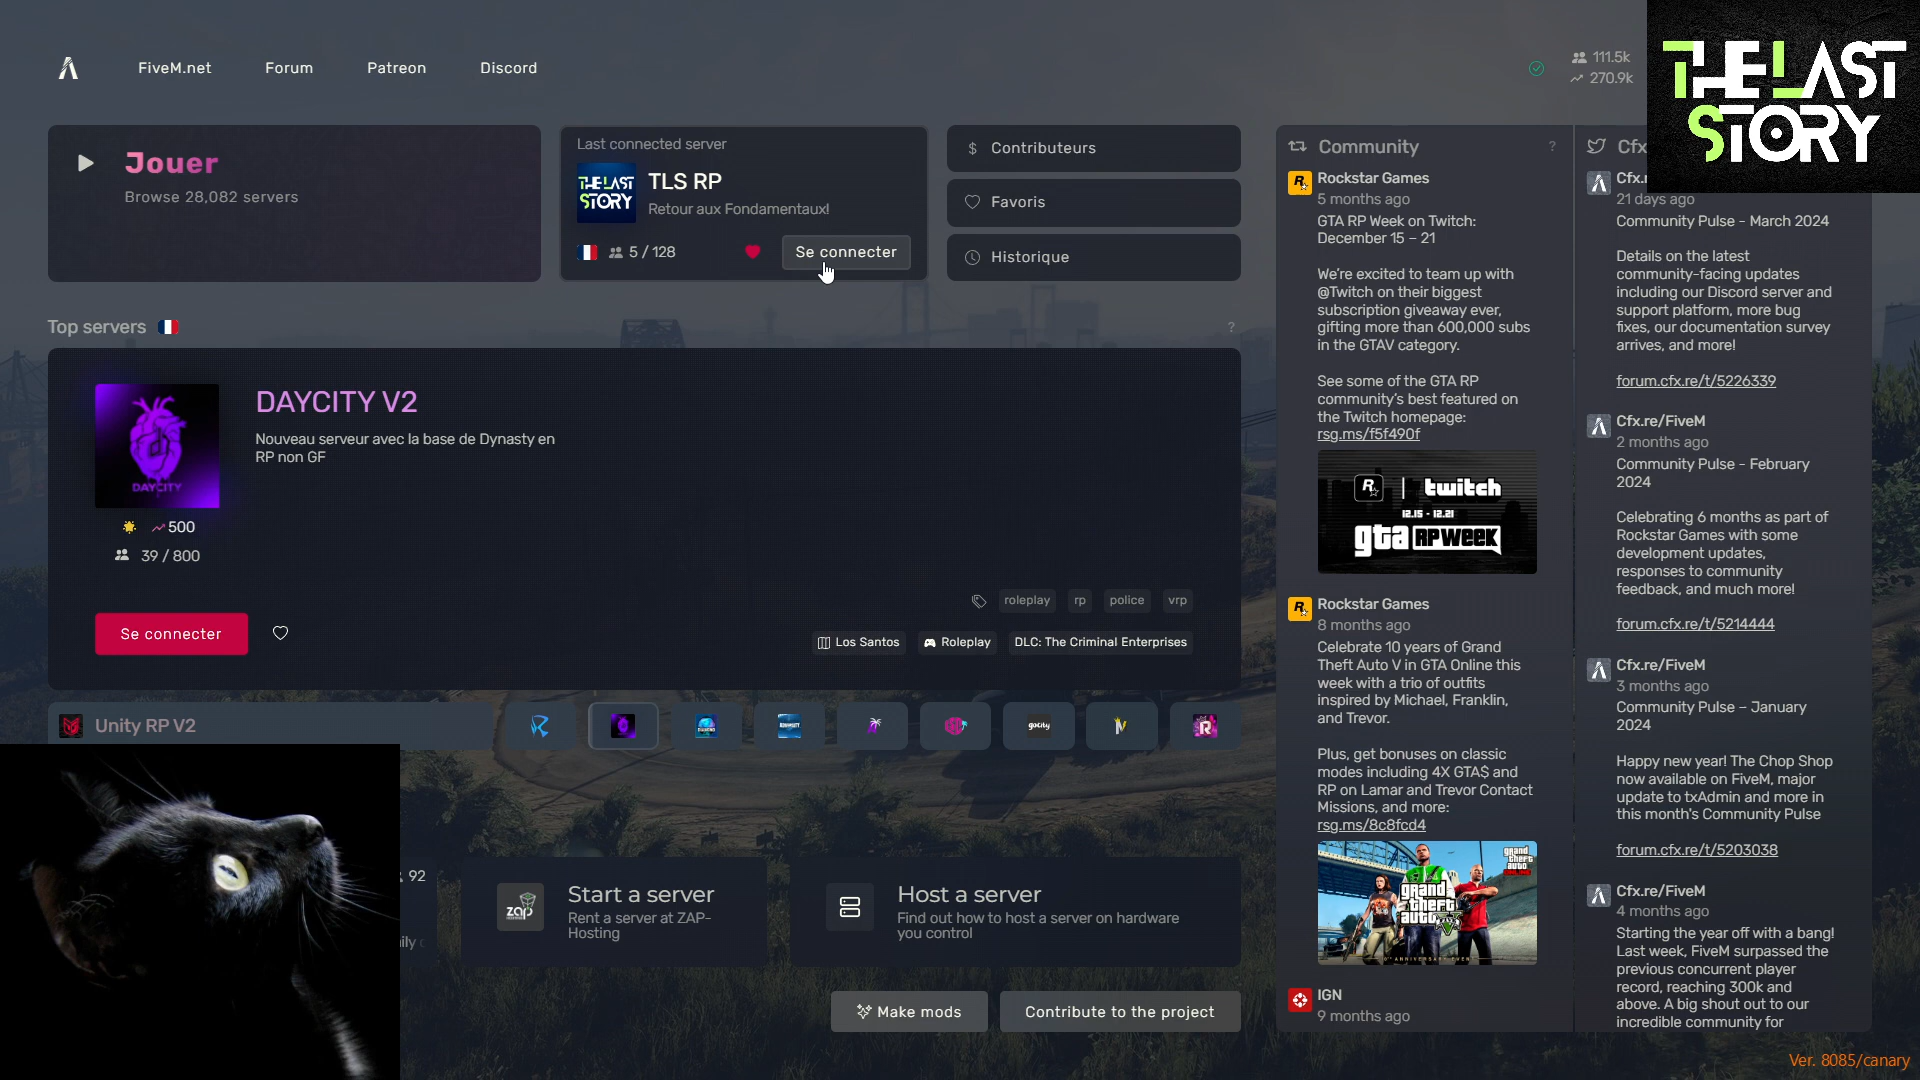 FiveM.net
Forum
Patreon
Discord
111.5k
270.9k
THE LAST
STORY
Jouer
Browse 28,082 servers
Last connected server
THE LAST
STORY
TLS RP
Retour aux Fondamentaux!
5 / 128
Se connecter
$ Contributeurs
Favoris
Historique
Top servers
?
DAYCITY
DAYCITY V2
Nouveau serveur avec la base de Dynasty en
RP non GF
500
39 / 800
Se connecter
roleplay
rp
police
vrp
Los Santos
Roleplay
DLC: The Criminal Enterprises
Unity RP V2
gocity
92
zap
Start a server
Rent a server at ZAP-
Hosting
Host a server
Find out how to host a server on hardware
you control
Make mods
Contribute to the project
Community
?
Rockstar Games
5 months ago
GTA RP Week on Twitch:
December 15 – 21
We're excited to team up with
@Twitch on their biggest
subscription giveaway ever,
gifting more than 600,000 subs
in the GTAV category.
See some of the GTA RP
community's best featured on
the Twitch homepage:
rsg.ms/f5f490f
R | twitch
12.15 - 12.21
gta RP WEEK
Rockstar Games
8 months ago
Celebrate 10 years of Grand
Theft Auto V in GTA Online this
week with a trio of outfits
inspired by Michael, Franklin,
and Trevor.
Plus, get bonuses on classic
modes including 4X GTA$ and
RP on Lamar and Trevor Contact
Missions, and more:
rsg.ms/8c8fcd4
grand
theft
auto
V
grand
theft
auto
IGN
9 months ago
Cfx
Cfx.r
21 days ago
Community Pulse - March 2024
Details on the latest
community-facing updates
including our Discord server and
support platform, more bug
fixes, our documentation survey
arrives, and more!
forum.cfx.re/t/5226339
Cfx.re/FiveM
2 months ago
Community Pulse - February
2024
Celebrating 6 months as part of
Rockstar Games with some
development updates,
responses to community
feedback, and much more!
forum.cfx.re/t/5214444
Cfx.re/FiveM
3 months ago
Community Pulse – January
2024
Happy new year! The Chop Shop
now available on FiveM, major
update to txAdmin and more in
this month's Community Pulse
forum.cfx.re/t/5203038
Cfx.re/FiveM
4 months ago
Starting the year off with a bang!
Last week, FiveM surpassed the
previous concurrent player
record, reaching 300k and
above. A big shout out to our
incredible community for
Ver. 8085/canary